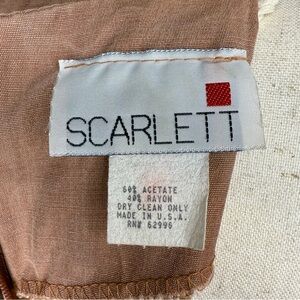 SCARLETT
60% ACETATE
40% RAYON
DRY CLEAN ONLY
MADE IN U.S.A.
RN# 62996